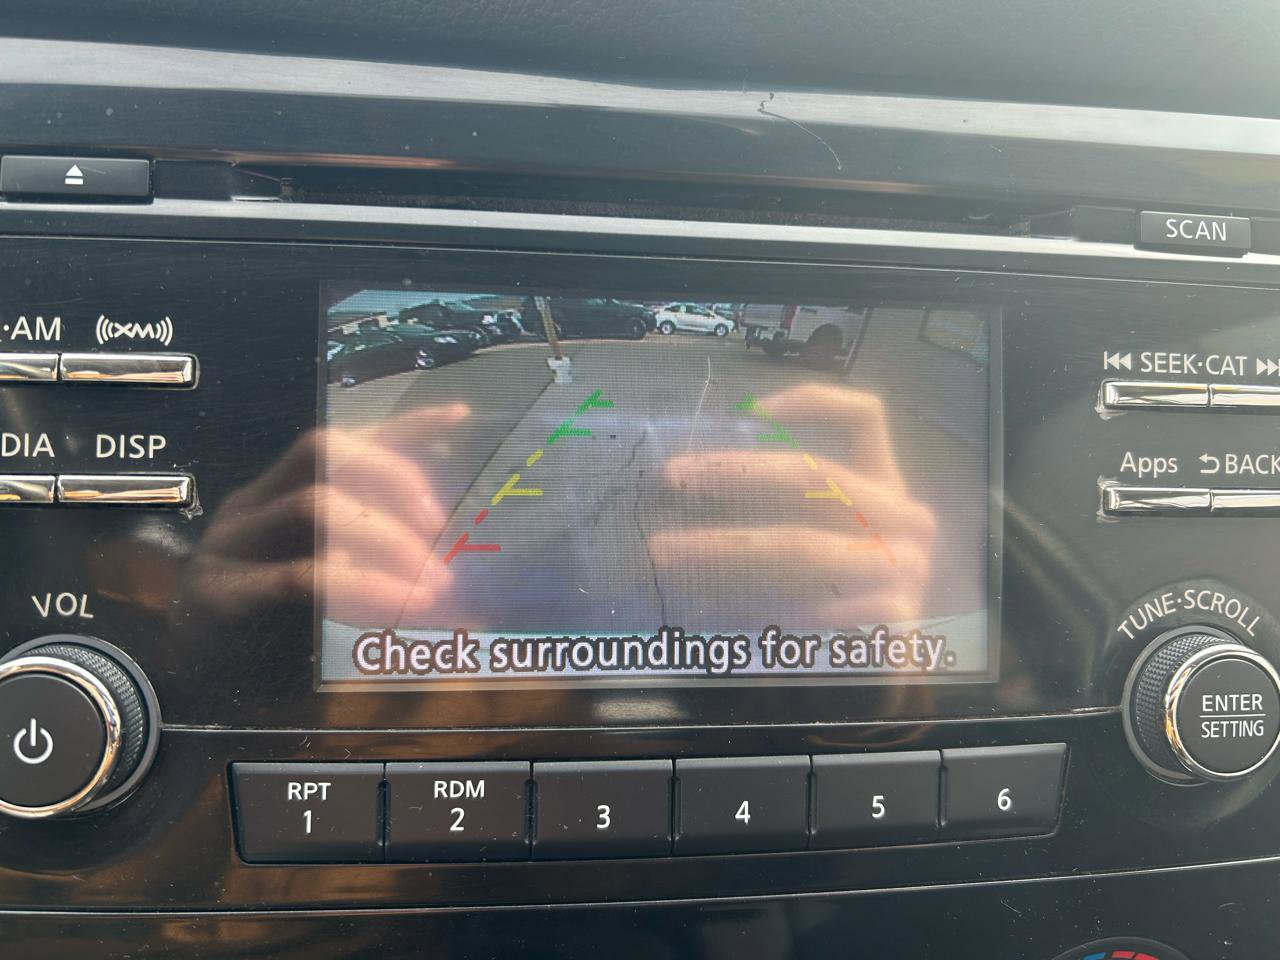 SCAN
·AM XM
SEEK·CAT
DIA DISP
Apps BACK
VOL
TUNE·SCROLL
ENTER
SETTING
Check surroundings for safety.
RPT RDM
1 2 3 4 5 6